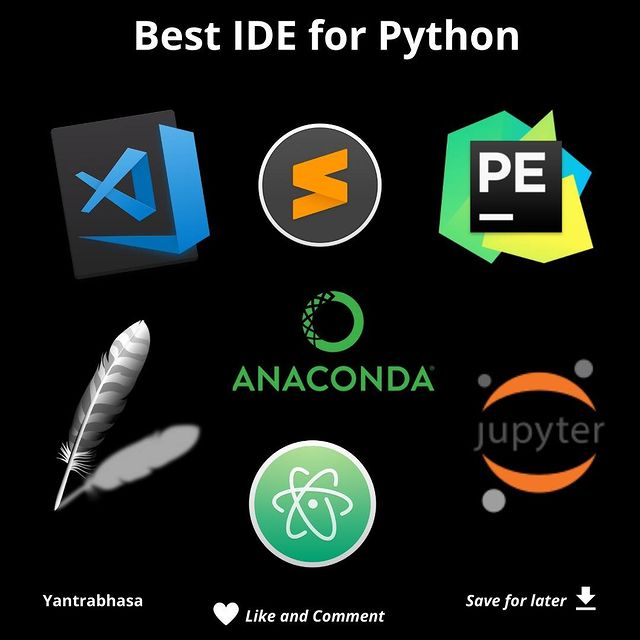 Best IDE for Python
PE
ANACONDA®
jupyter
Yantrabhasa
Like and Comment
Save for later